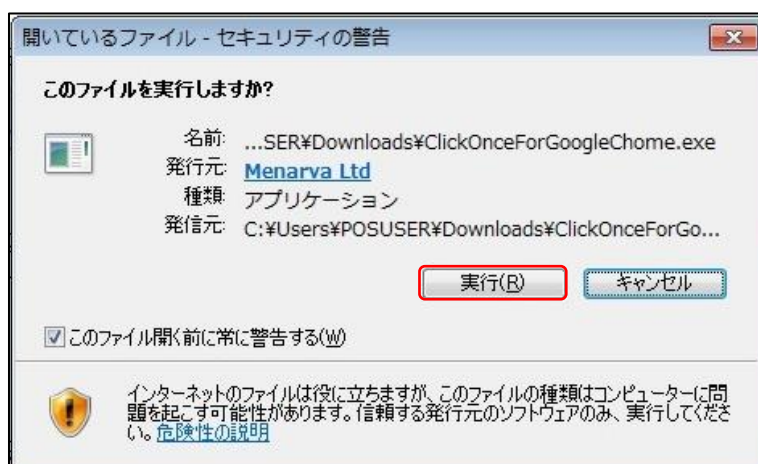 開いているファイル - セキュリティの警告
このファイルを実行しますか?
名前: ...SER¥Downloads¥ClickOnceForGoogleChome.exe
発行元: Menarva Ltd
種類: アプリケーション
発信元: C:¥Users¥POSUSER¥Downloads¥ClickOnceForGo...
実行(R) キャンセル
このファイル開く前に常に警告する(W)
インターネットのファイルは役に立ちますが、このファイルの種類はコンピューターに問
題を起こす可能性があります。信頼する発行元のソフトウェアのみ、実行してくださ
い。危険性の説明